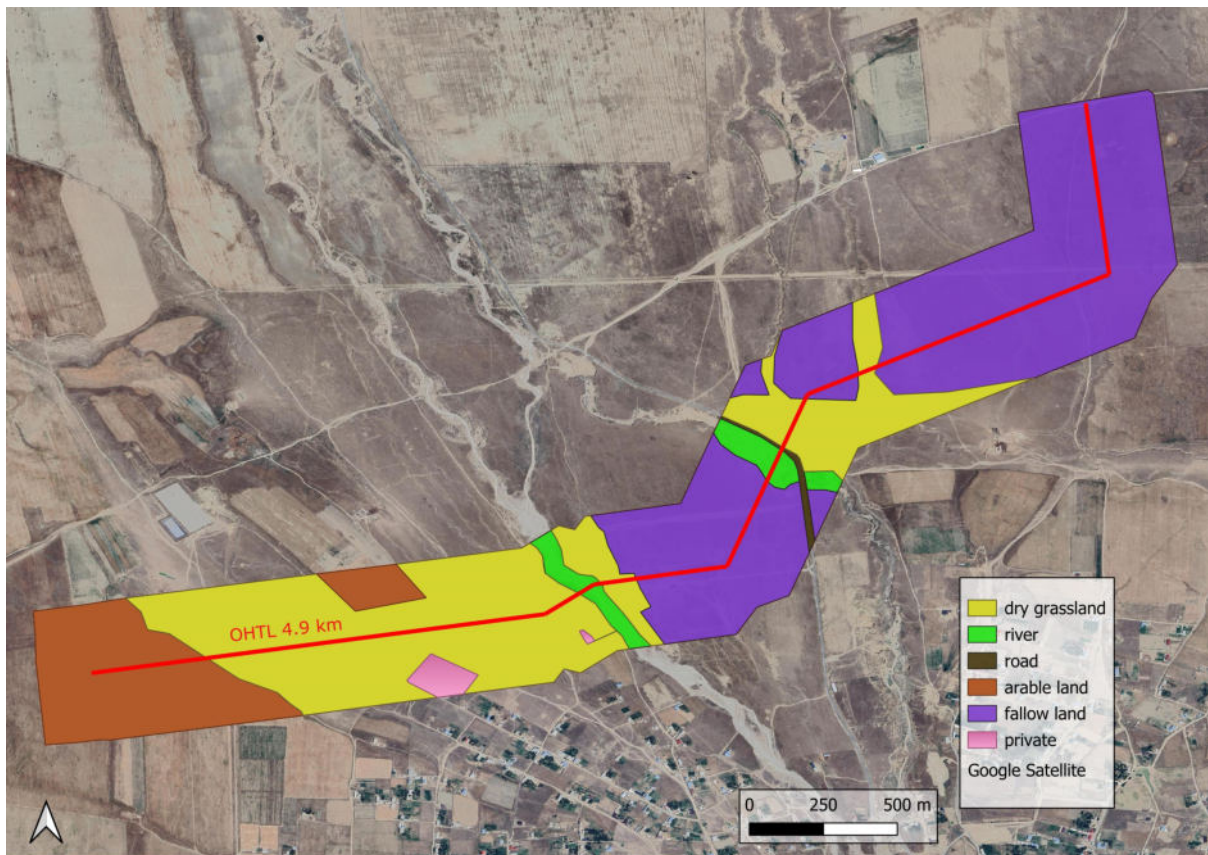 OHTL 4.9 km
dry grassland
river
road
arable land
fallow land
private
Google Satellite
0 250 500 m